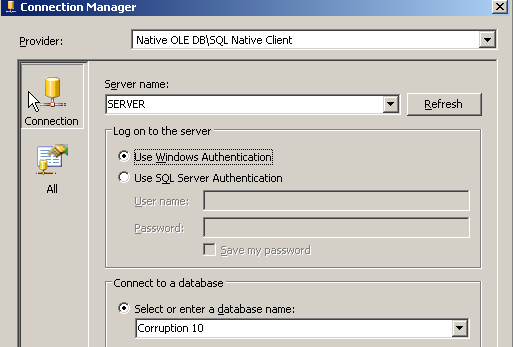 Connection Manager
Provider: Native OLE DB\SQL Native Client
Connection
All
Server name:
SERVER
Refresh
Log on to the server
Use Windows Authentication
Use SQL Server Authentication
User name:
Password:
Save my password
Connect to a database
Select or enter a database name:
Corruption 10